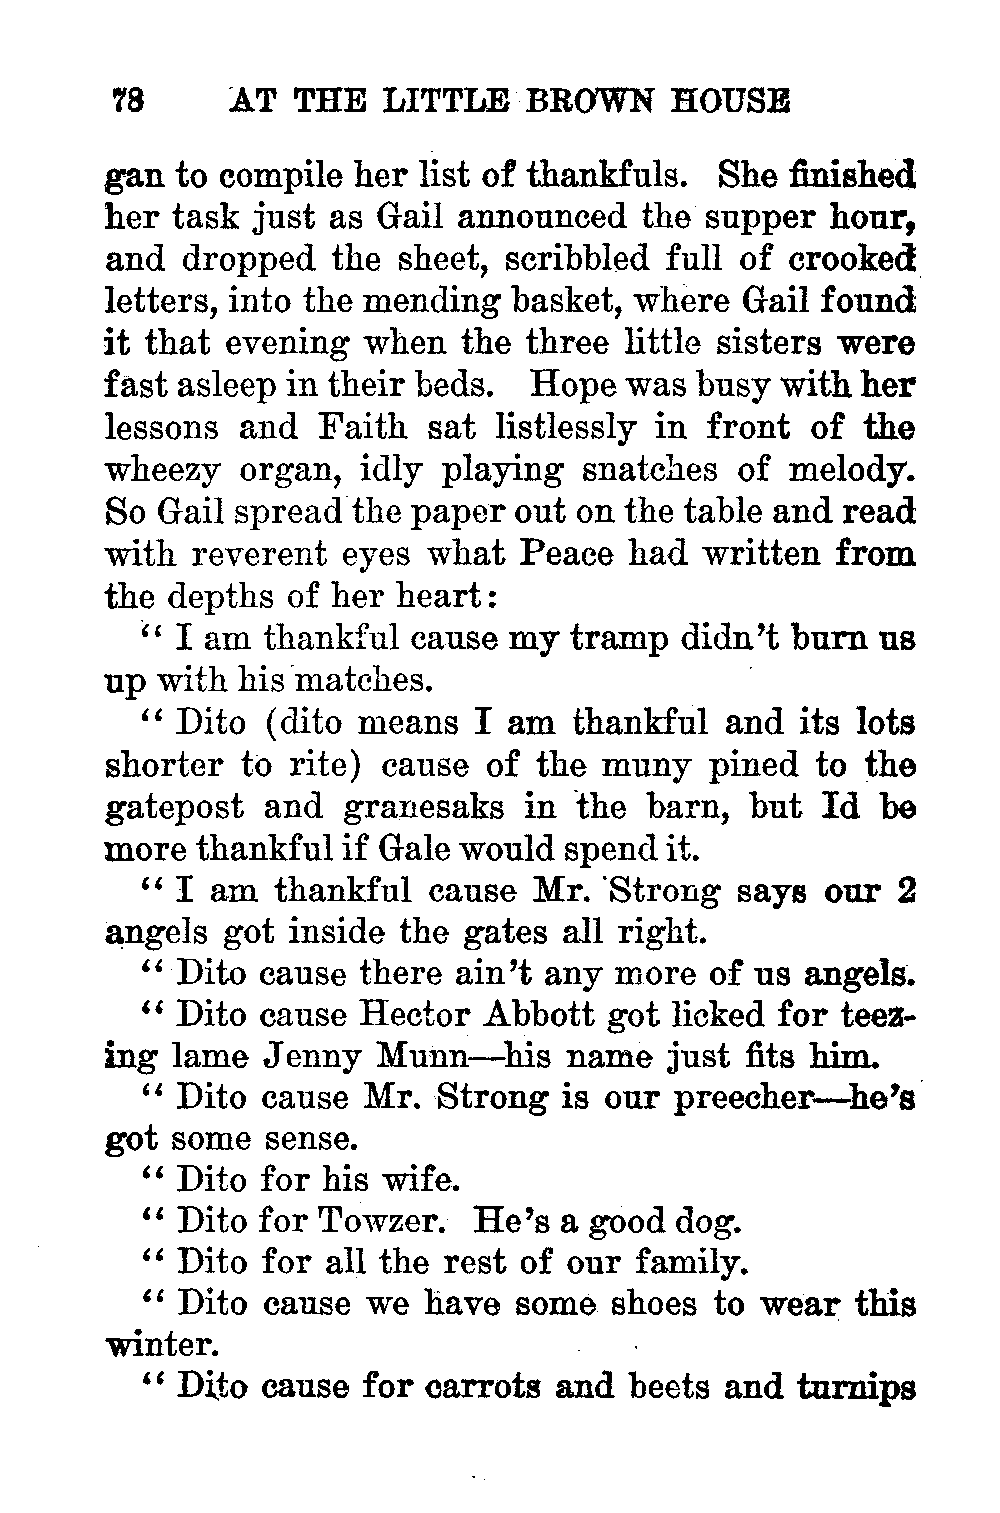 78 AT THE LITTLE BROWN HOUSE
gan to compile her list of thankfuls. She finished
her task just as Gail announced the supper hour,
and dropped the sheet, scribbled full of crooked
letters, into the mending basket, where Gail found
it that evening when the three little sisters were
fast asleep in their beds. Hope was busy with her
lessons and Faith sat listlessly in front of the
wheezy organ, idly playing snatches of melody.
So Gail spread the paper out on the table and read
with reverent eyes what Peace had written from
the depths of her heart:
“ I am thankful cause my tramp didn’t burn us
up with his matches.
“ Dito (dito means I am thankful and its lots
shorter to rite) cause of the muny pined to the
gatepost and granesaks in the barn, but Id be
more thankful if Gale would spend it.
“ I am thankful cause Mr. Strong says our 2
angels got inside the gates all right.
“ Dito cause there ain’t any more of us angels.
“ Dito cause Hector Abbott got licked for teez-
ing lame Jenny Munn—his name just fits him.
“ Dito cause Mr. Strong is our preecher—he’s
got some sense.
“ Dito for his wife.
“ Dito for Towzer. He’s a good dog.
“ Dito for all the rest of our family.
“ Dito cause we have some shoes to wear this
winter.
“ Dito cause for carrots and beets and turnips